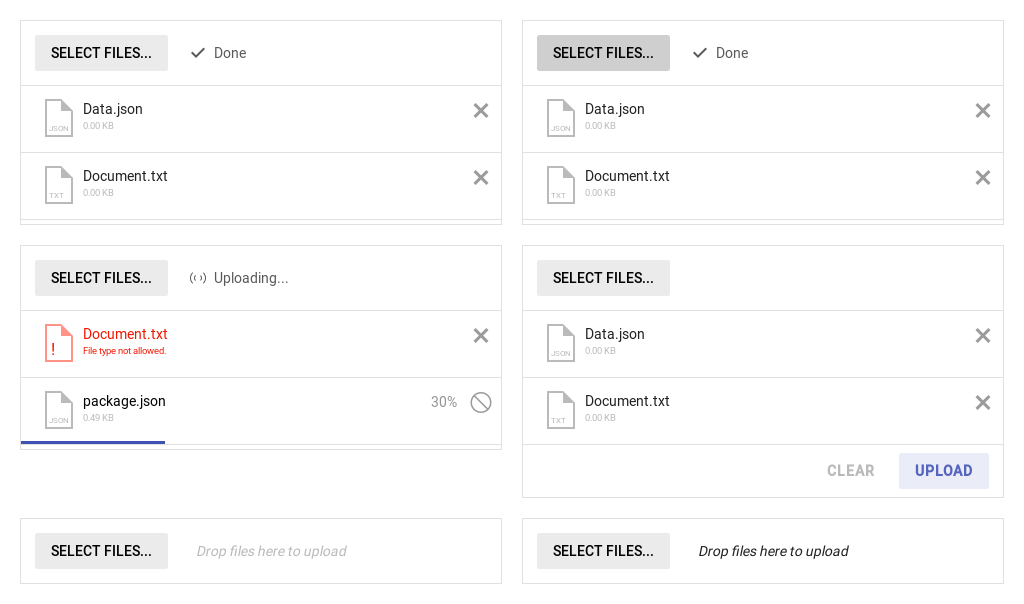 SELECT FILES... Done
Data.json
JSON
0.00 KB
Document.txt
TXT
0.00 KB
SELECT FILES... Done
Data.json
JSON
0.00 KB
Document.txt
TXT
0.00 KB
SELECT FILES... Uploading...
Document.txt
! File type not allowed.
package.json 30%
JSON
0.49 KB
SELECT FILES...
Data.json
JSON
0.00 KB
Document.txt
TXT
0.00 KB
CLEAR UPLOAD
SELECT FILES... Drop files here to upload
SELECT FILES... Drop files here to upload